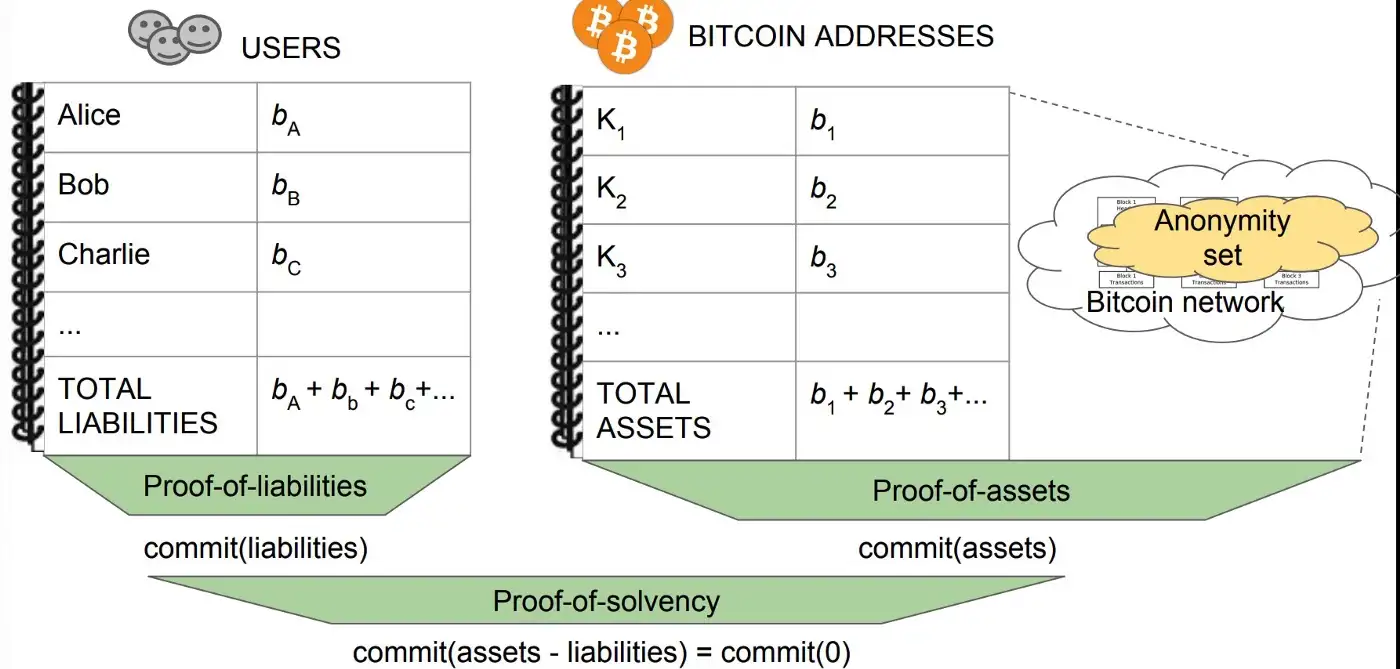 USERS
Alice b_A
Bob b_B
Charlie b_C
...
TOTAL LIABILITIES b_A + b_b + b_c+...
Proof-of-liabilities
commit(liabilities)
BITCOIN ADDRESSES
K_1 b_1
K_2 b_2
K_3 b_3
...
TOTAL ASSETS b_1 + b_2+ b_3+...
Block 1
Anonymity
set
Block 1
Transactions
Block 3
Transactions
Bitcoin network
Proof-of-assets
commit(assets)
Proof-of-solvency
commit(assets - liabilities) = commit(0)